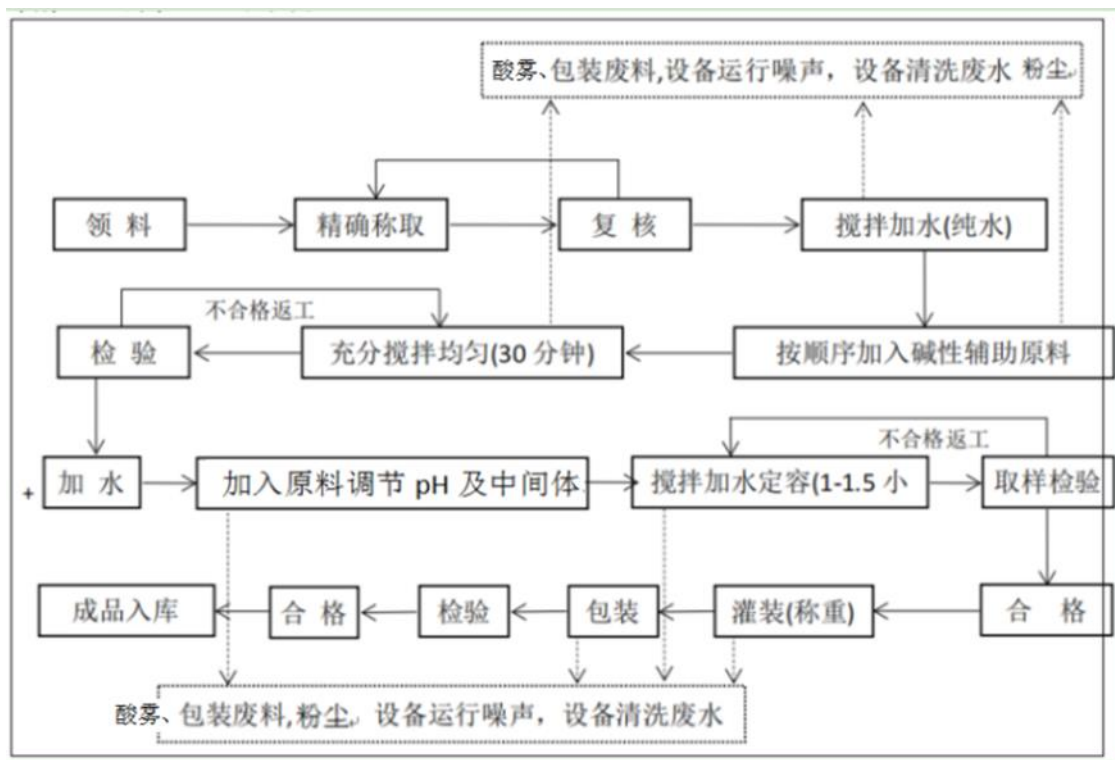 酸雾、包装废料,设备运行噪声，设备清洗废水 粉尘
领 料
精确称取
复 核
搅拌加水(纯水)
不合格返工
检 验
充分搅拌均匀(30 分钟)
按顺序加入碱性辅助原料
不合格返工
+
加 水
加入原料调节 pH 及中间体
搅拌加水定容(1-1.5 小
取样检验
成品入库
合 格
检验
包装
灌装(称重)
合 格
酸雾、包装废料,粉尘，设备运行噪声，设备清洗废水